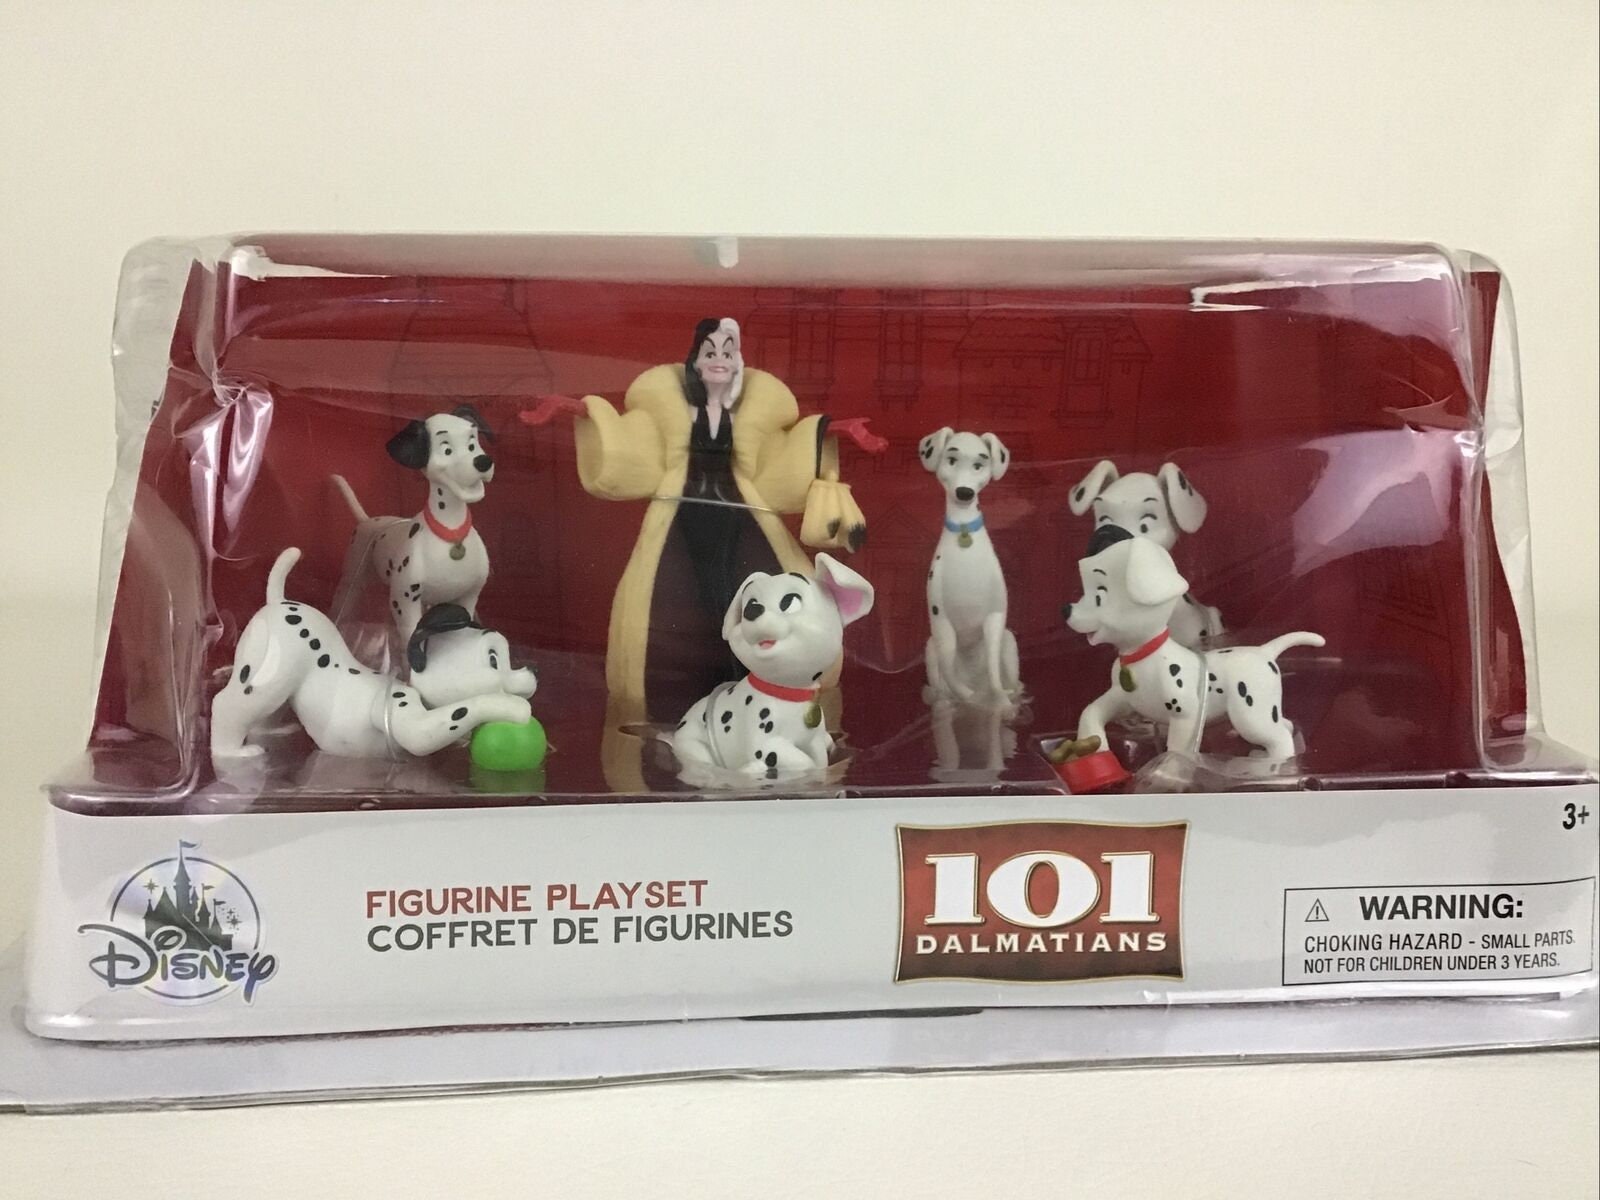 3+
DISNEY
FIGURINE PLAYSET
COFFRET DE FIGURINES
101
DALMATIANS
WARNING:
CHOKING HAZARD - SMALL PARTS.
NOT FOR CHILDREN UNDER 3 YEARS.